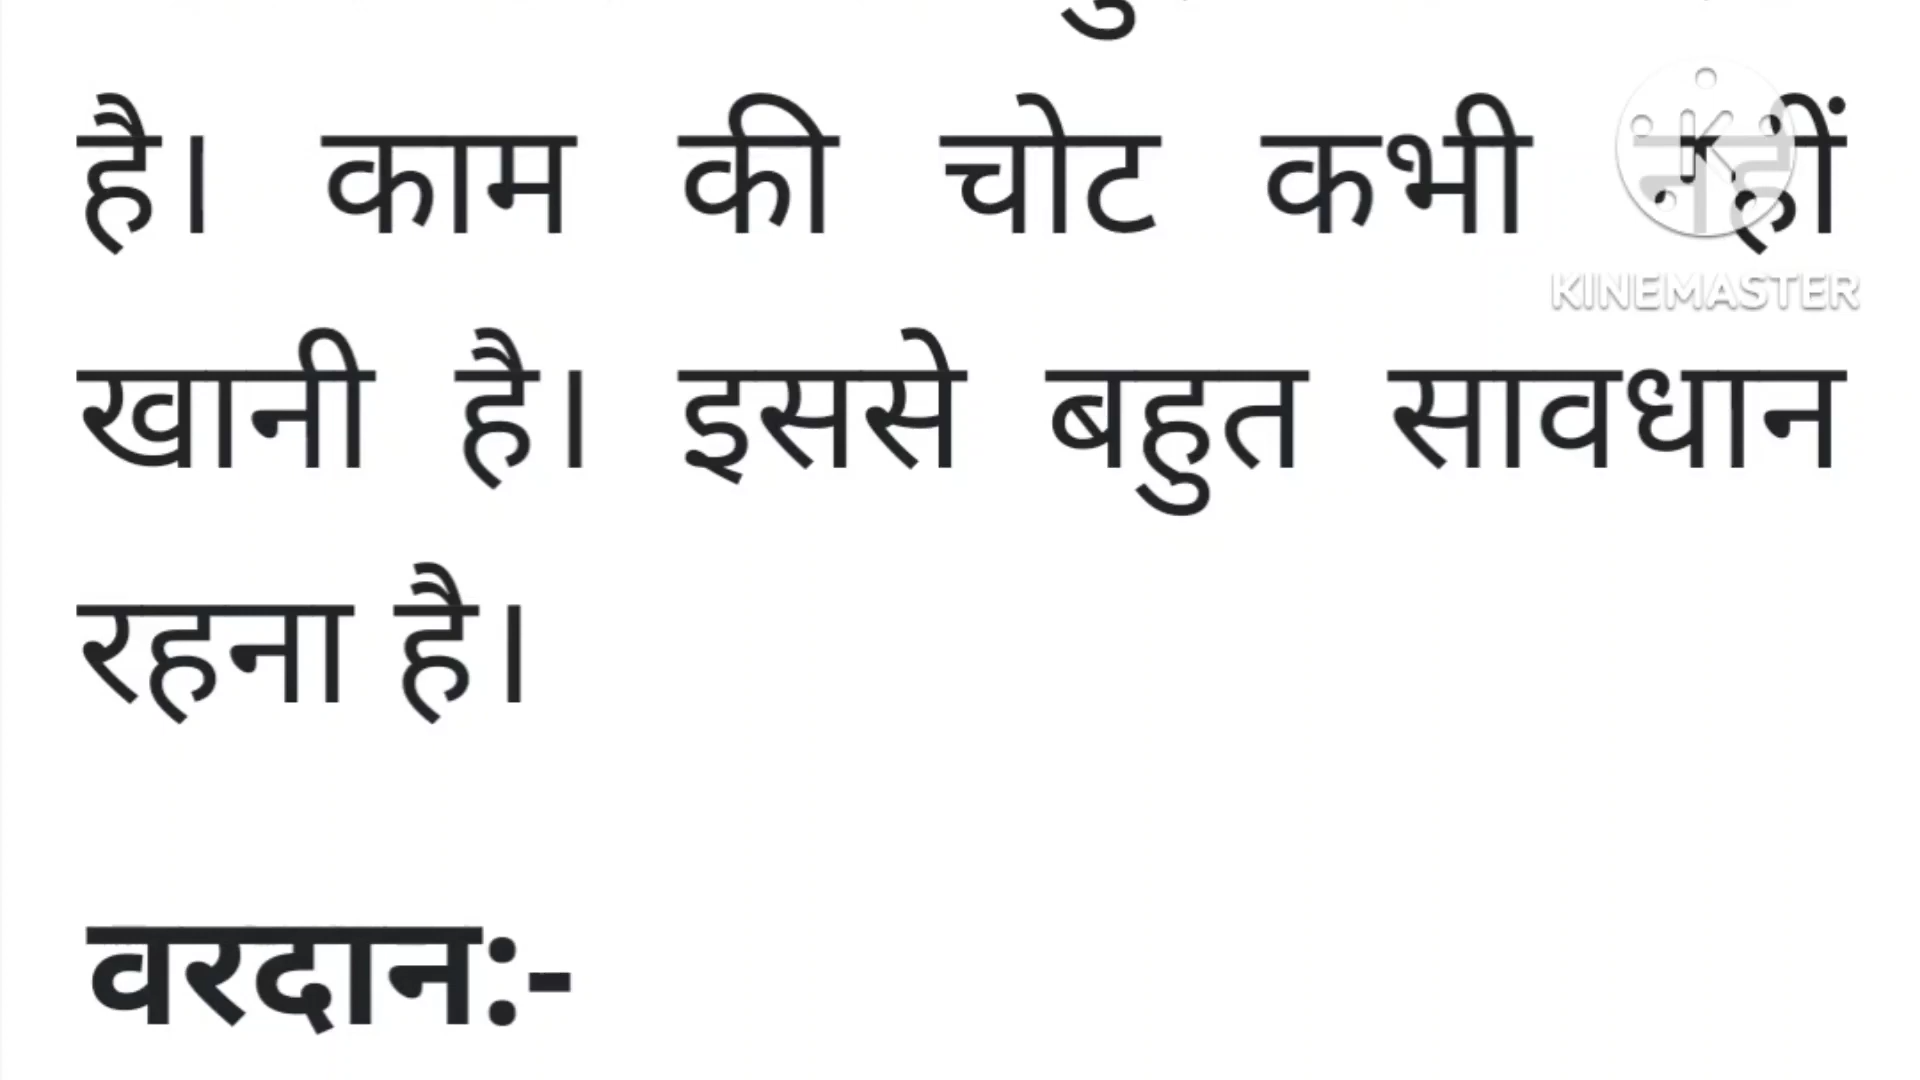 है। काम की चोट कभी नहीं
KINEMASTER
खानी है। इससे बहुत सावधान
रहना है।
वरदान:-